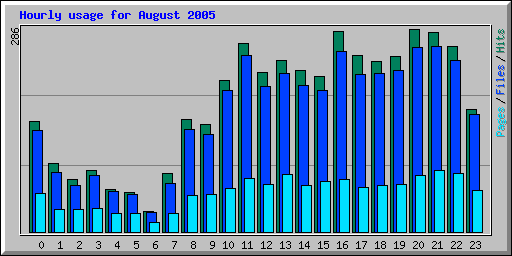 Hourly usage for August 2005
286
Pages/Files/Hits
0 1 2 3 4 5 6 7 8 9 10 11 12 13 14 15 16 17 18 19 20 21 22 23